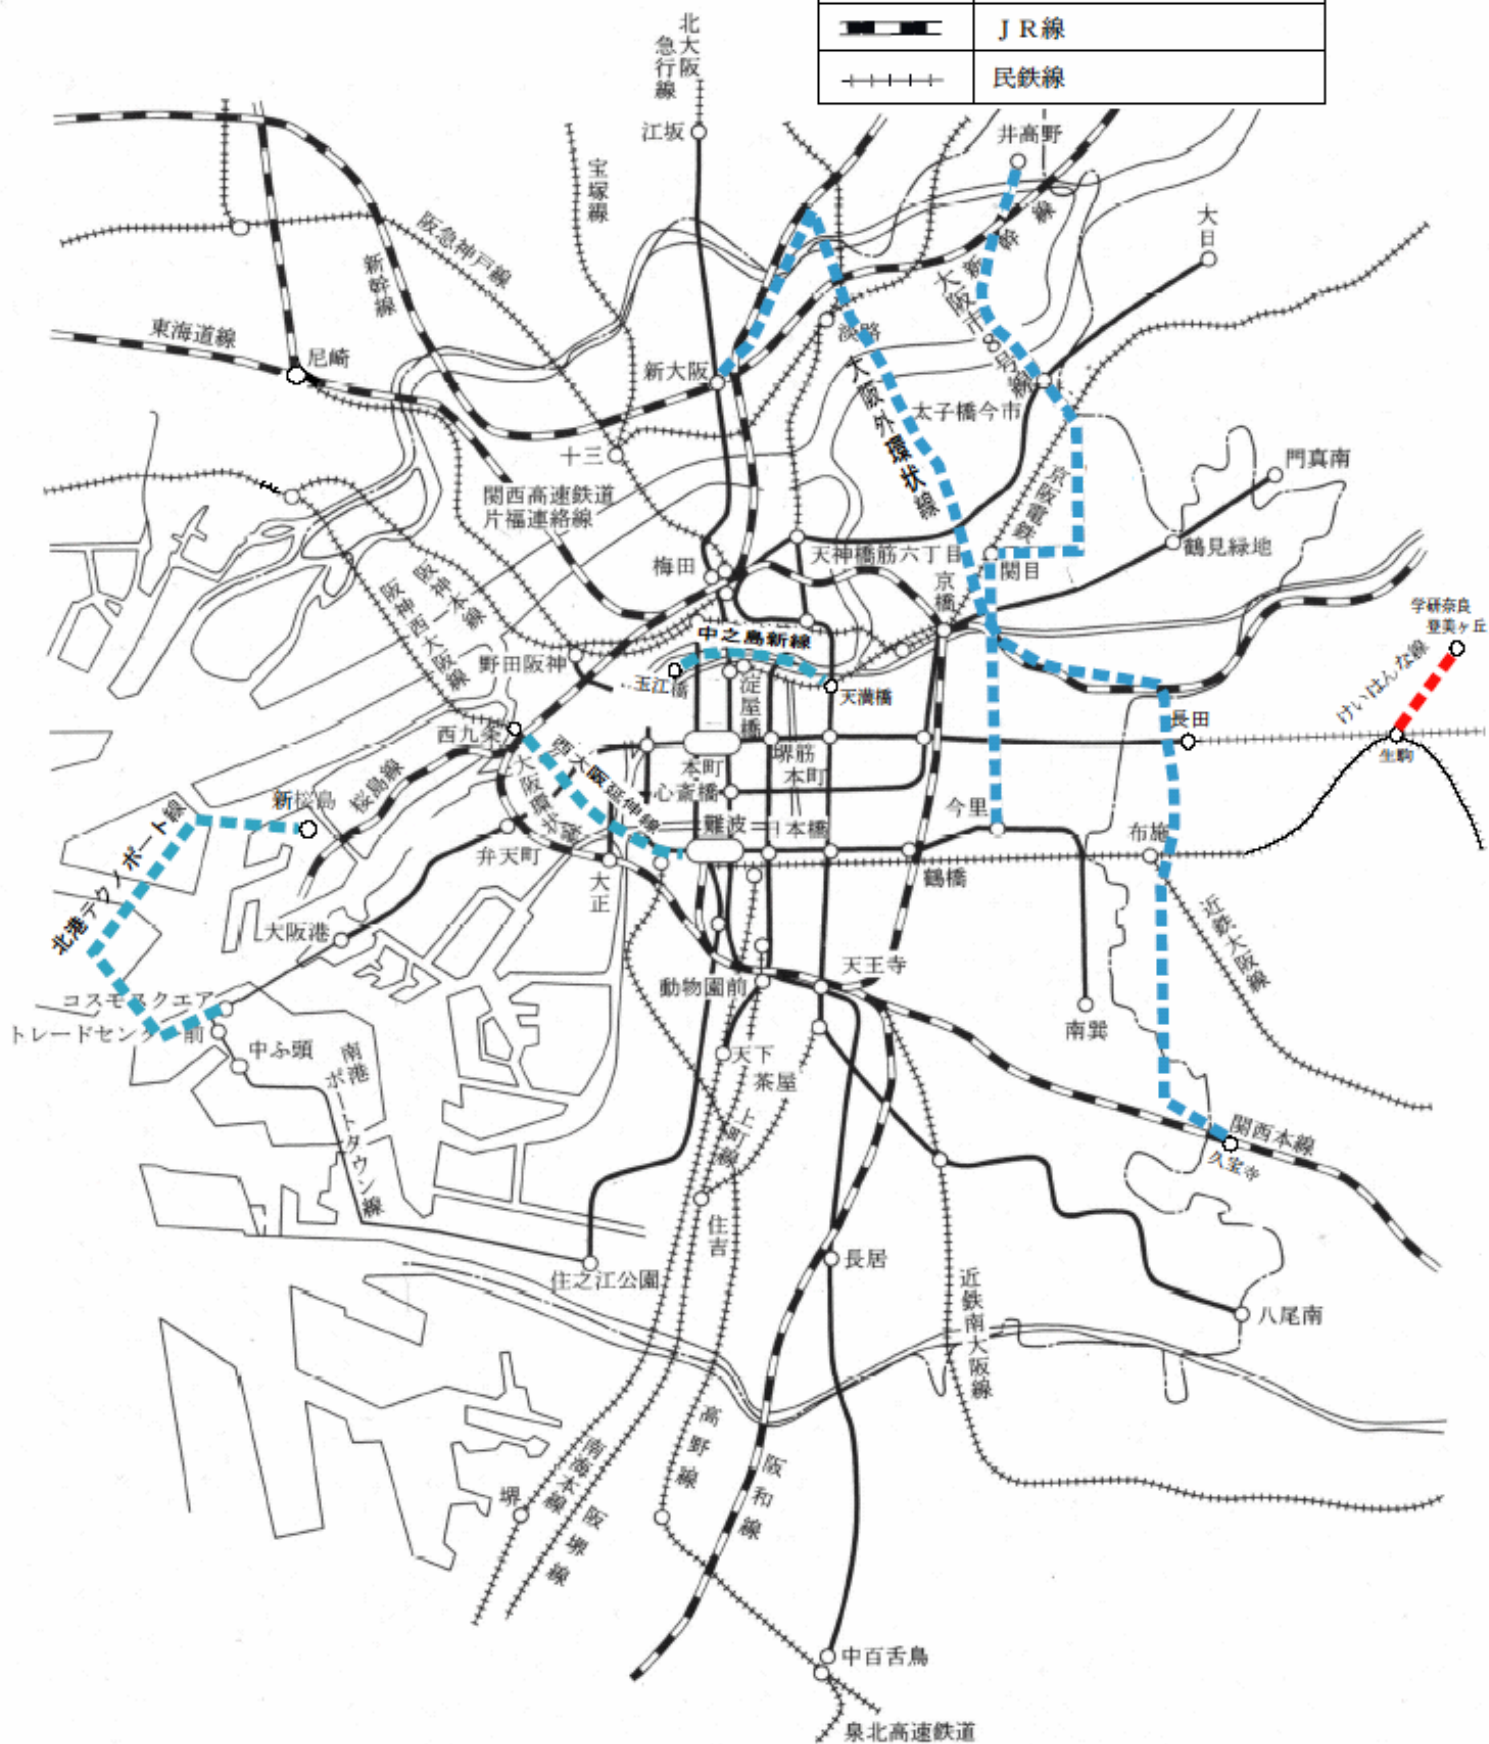 ＪＲ線
民鉄線
北大阪
急行線
江坂
井高野
宝塚線
大日
阪急神戸線
新幹線
新幹線
東海道線
尼崎
新大阪
淡路
大阪市8号線
大阪外環状線
太子橋今市
十三
関西高速鉄道
片福連絡線
京阪電鉄
門真南
鶴見緑地
天神橋筋六丁目
関目
梅田
京橋
阪神本線
阪神西大阪線
野田阪神
中之島新線
玉江橋
淀屋橋
天満橋
学研奈良
登美ヶ丘
けいはんな線
生駒
長田
西九条
西大阪延伸線
大阪環状線
本町
堺筋
本町
心斎橋
難波
日本橋
今里
布施
新桜島
桜島線
北港テクノポート線
弁天町
大正
鶴橋
近鉄大阪線
大阪港
コスモスクエア
トレードセンター前
中ふ頭
南港
ポートタウン線
動物園前
天王寺
天下
茶屋
上町線
南巽
関西本線
久宝寺
住吉
住之江公園
長居
八尾南
近鉄南大阪線
高野線
阪和線
南海本線
阪堺線
堺
中百舌鳥
泉北高速鉄道